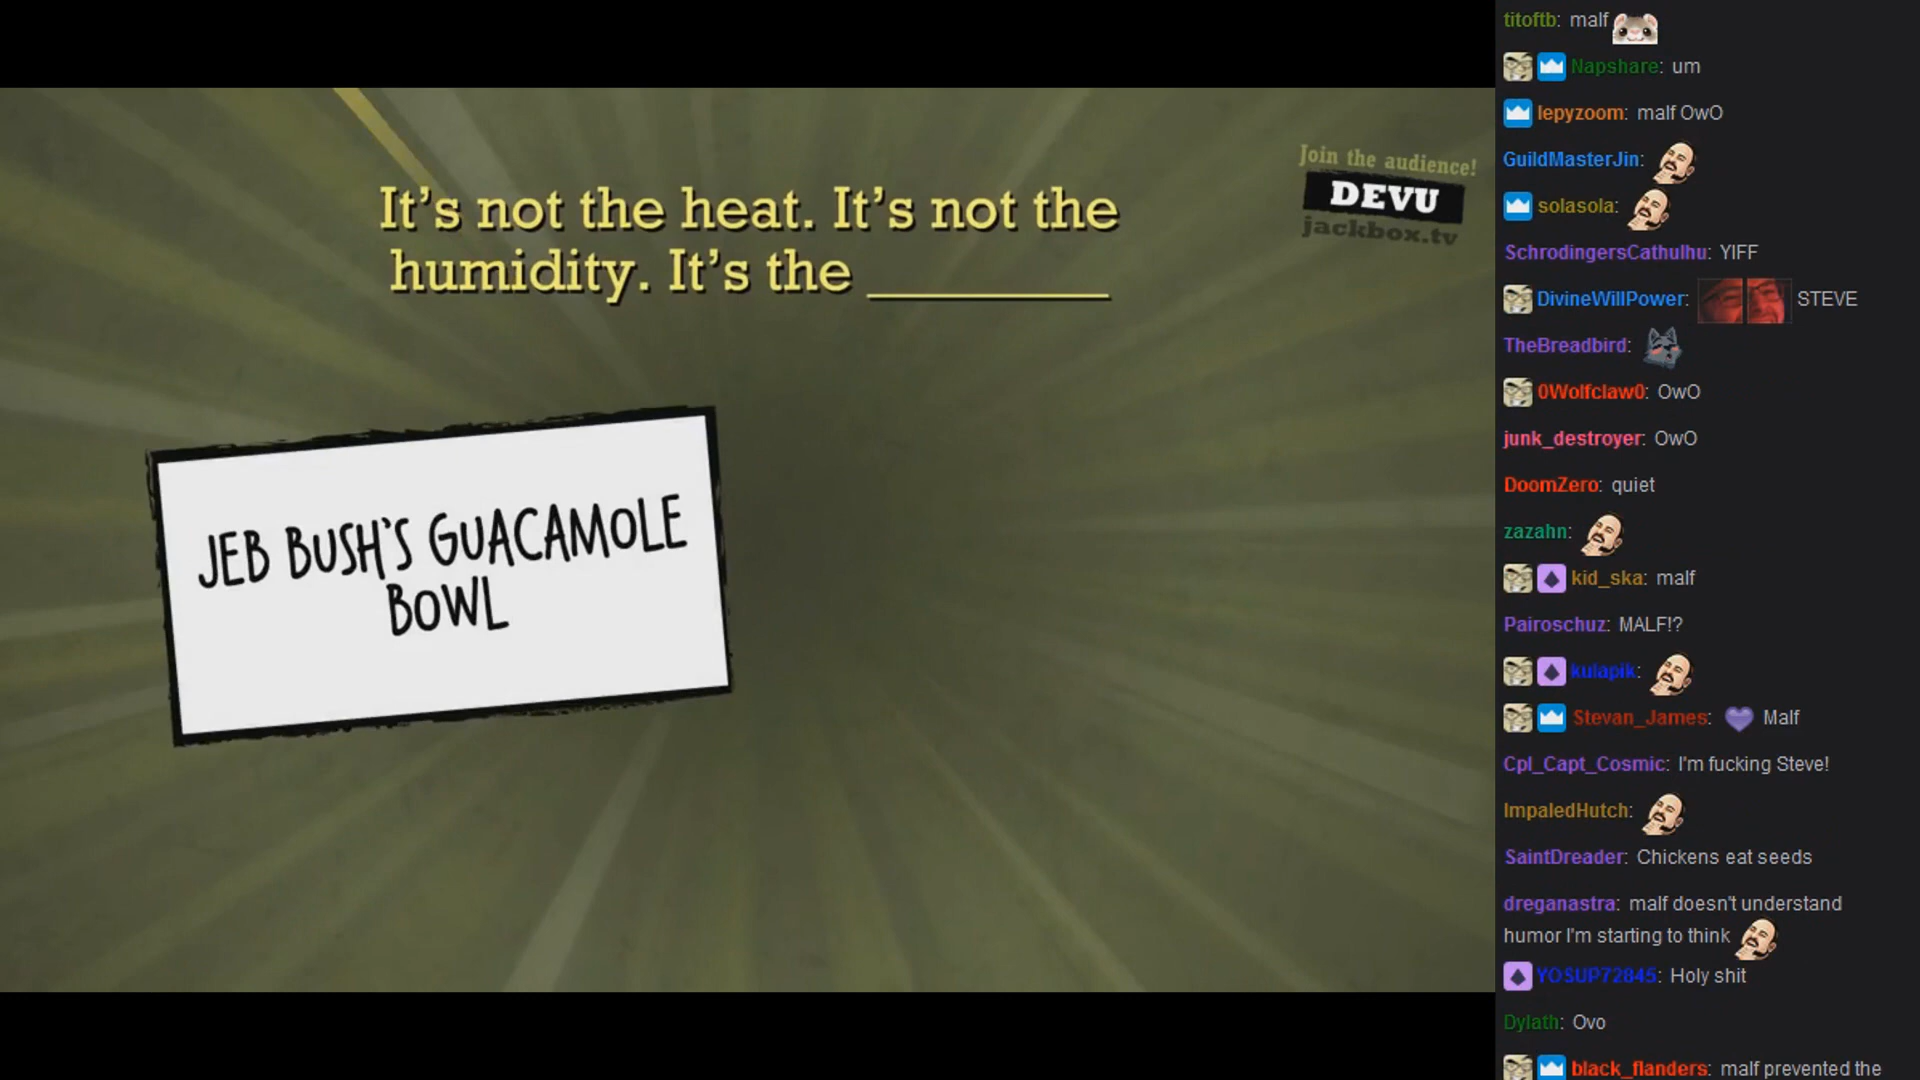 It's not the heat. It's not the
humidity. It's the
Join the audience!
DEVU
jackbox.tv
JEB BUSH'S GUACAMOLE
BOWL
titoftb: malf
Napshare: um
lepyzoom: malf OwO
GuildMasterJin:
solasola:
SchrodingersCathulhu: YIFF
DivineWillPower: STEVE
TheBreadbird:
0Wolfclaw0: OwO
junk_destroyer: OwO
DoomZero: quiet
zazahn:
kid_ska: malf
Pairoschuz: MALF!?
kulapik:
Stevan_James: Malf
Cpl_Capt_Cosmic: I'm fucking Steve!
ImpaledHutch:
SaintDreader: Chickens eat seeds
dreganastra: malf doesn't understand
humor I'm starting to think
YOSUP72845: Holy shit
Dylath: Ovo
black_flanders: malf prevented the